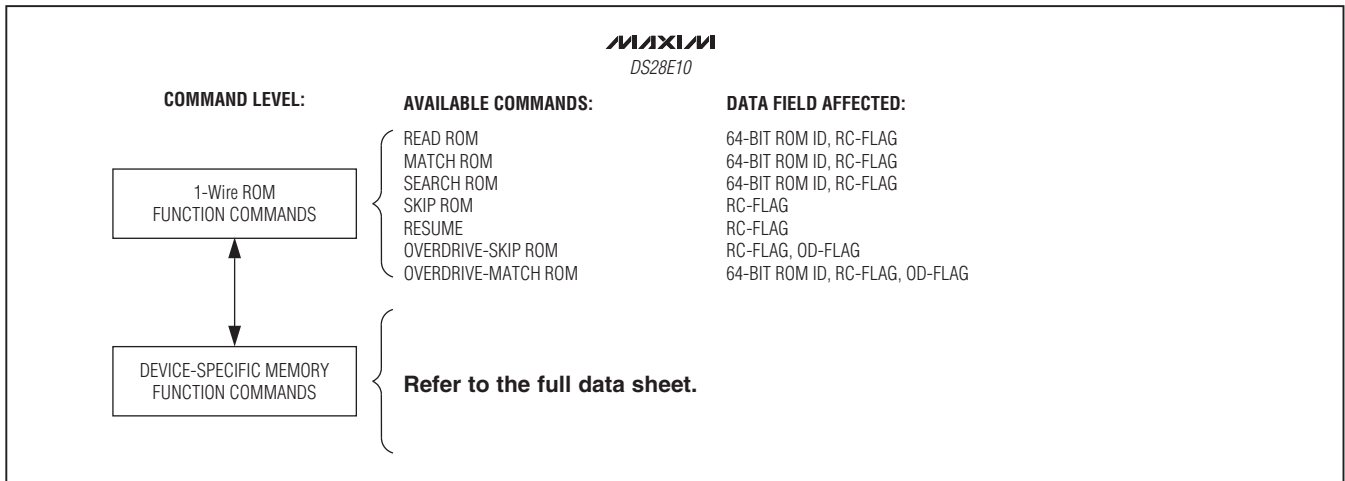 MAXIM
DS28E10
COMMAND LEVEL: AVAILABLE COMMANDS: DATA FIELD AFFECTED:
1-Wire ROM
FUNCTION COMMANDS
READ ROM 64-BIT ROM ID, RC-FLAG
MATCH ROM 64-BIT ROM ID, RC-FLAG
SEARCH ROM 64-BIT ROM ID, RC-FLAG
SKIP ROM RC-FLAG
RESUME RC-FLAG
OVERDRIVE-SKIP ROM RC-FLAG, OD-FLAG
OVERDRIVE-MATCH ROM 64-BIT ROM ID, RC-FLAG, OD-FLAG
DEVICE-SPECIFIC MEMORY
FUNCTION COMMANDS
Refer to the full data sheet.